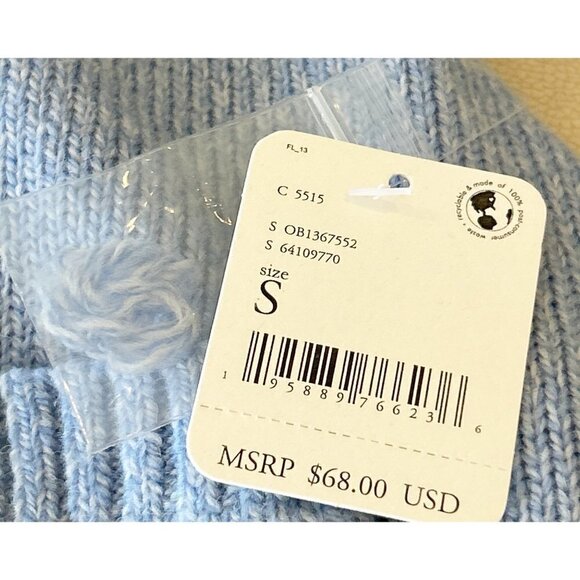 FL_13
C 5515
recyclable & made of 100% post-consumer waste •
S OB1367552
S 64109770
size
S
1 95889 76623 6
MSRP $68.00 USD